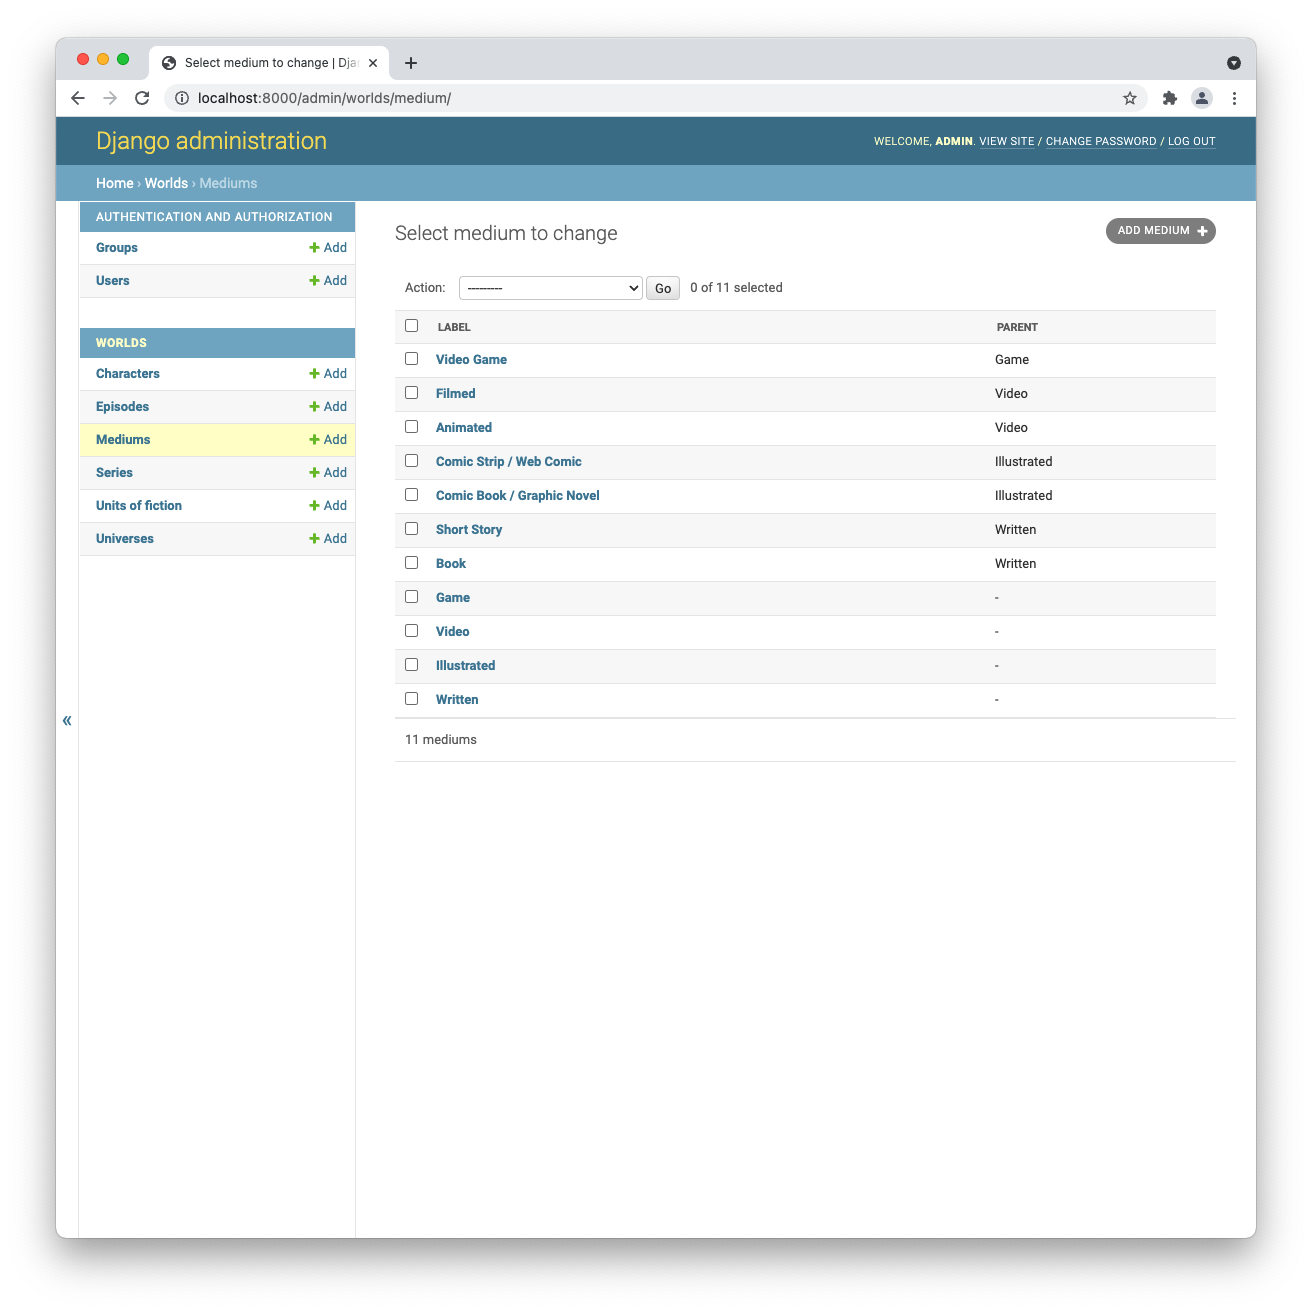 Select medium to change | Dja
localhost:8000/admin/worlds/medium/
Django administration
WELCOME, ADMIN. VIEW SITE / CHANGE PASSWORD / LOG OUT
Home › Worlds › Mediums
AUTHENTICATION AND AUTHORIZATION
Groups + Add
Users + Add
WORLDS
Characters + Add
Episodes + Add
Mediums + Add
Series + Add
Units of fiction + Add
Universes + Add
«
Select medium to change
ADD MEDIUM +
Action: --------- Go 0 of 11 selected
LABEL PARENT
Video Game Game
Filmed Video
Animated Video
Comic Strip / Web Comic Illustrated
Comic Book / Graphic Novel Illustrated
Short Story Written
Book Written
Game -
Video -
Illustrated -
Written -
11 mediums